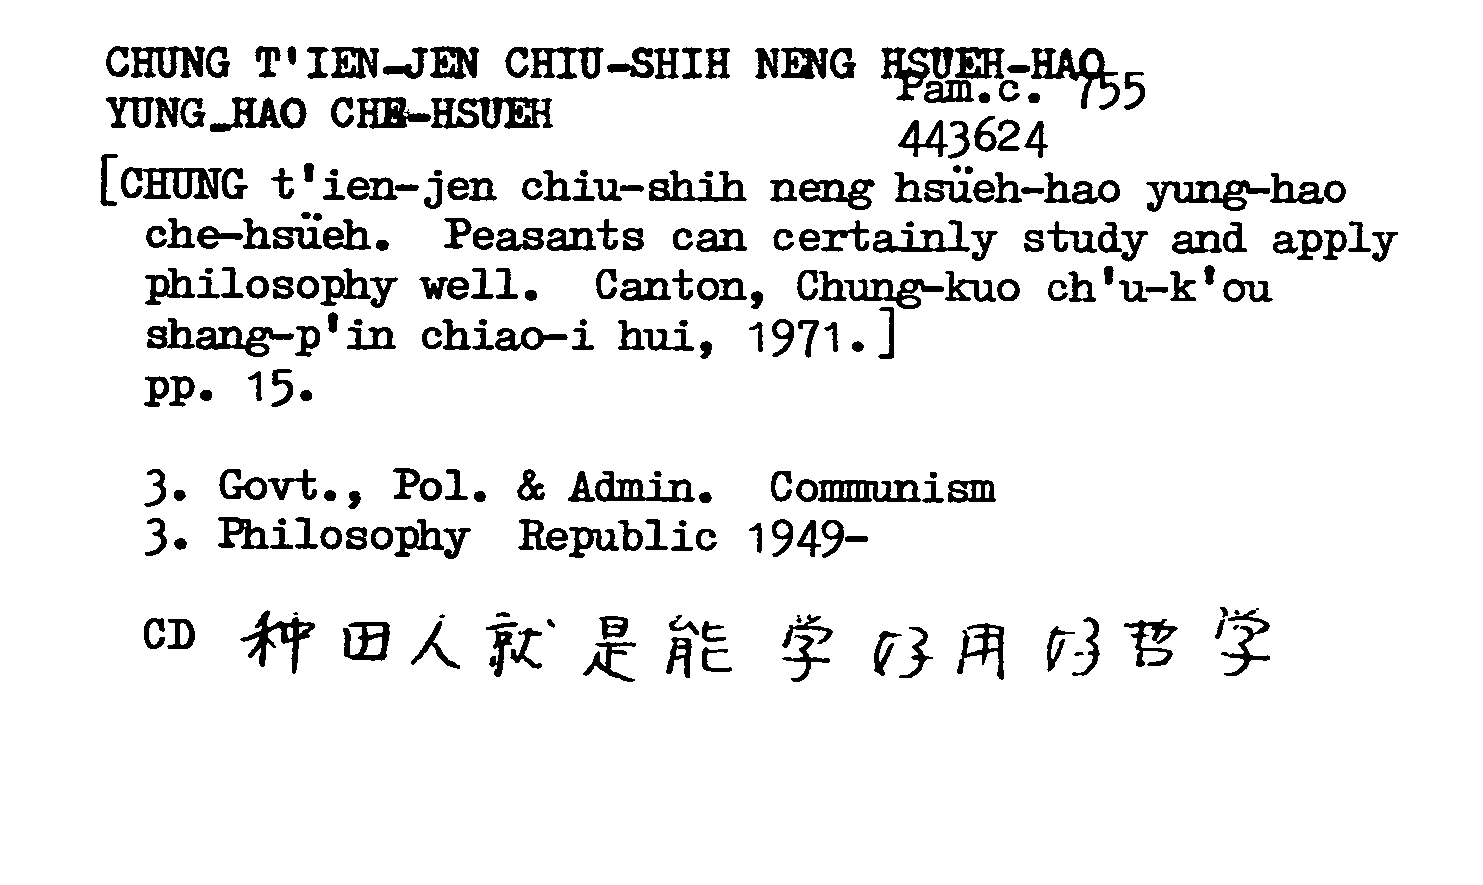 CHUNG T'IEN-JEN CHIU-SHIH NENG HSUEH-HAO
Pam.c. 755
YUNG-HAO CHE-HSUEH
443624
[CHUNG t'ien-jen chiu-shih neng hsüeh-hao yung-hao
che-hsüeh. Peasants can certainly study and apply
philosophy well. Canton, Chung-kuo ch'u-k'ou
shang-p'in chiao-i hui, 1971.]
pp. 15.
3. Govt., Pol. & Admin. Communism
3. Philosophy Republic 1949-
CD 种田人就是能学好用好哲学